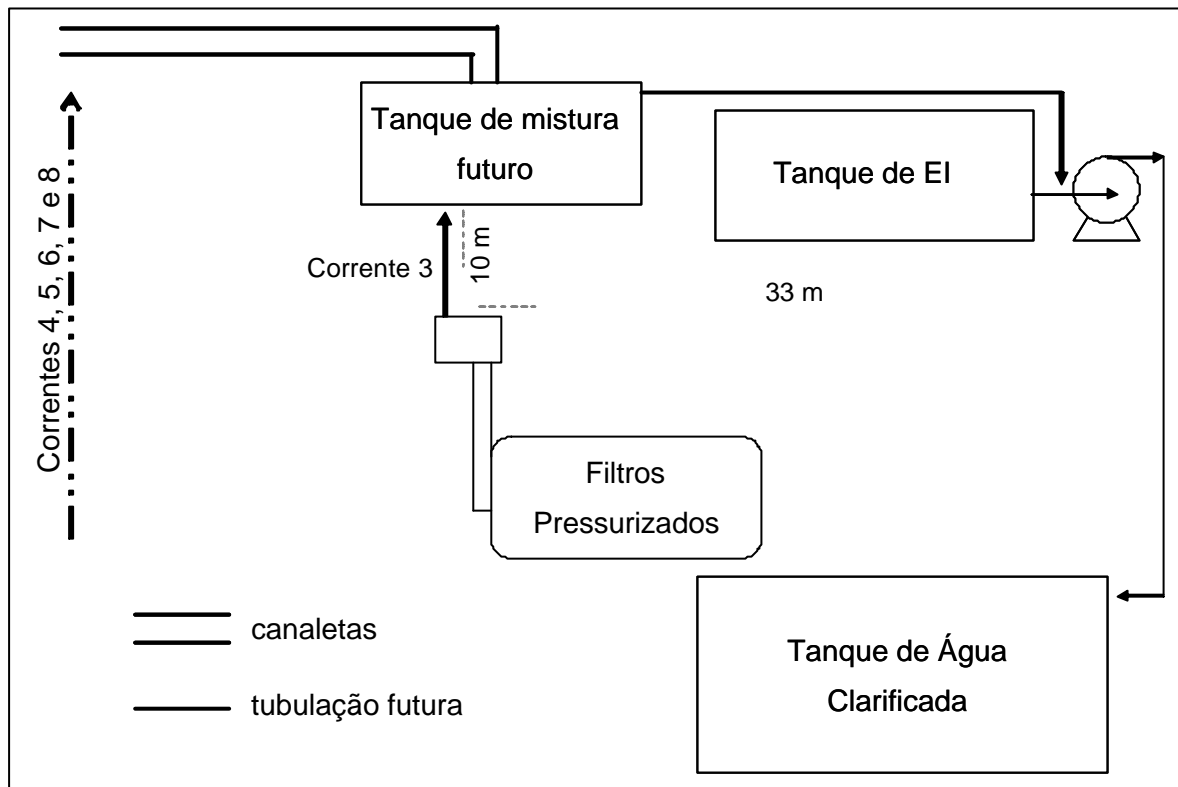 Tanque de mistura
futuro
Tanque de EI
Correntes 4, 5, 6, 7 e 8
Corrente 3
10 m
33 m
Filtros
Pressurizados
canaletas
tubulação futura
Tanque de Água
Clarificada